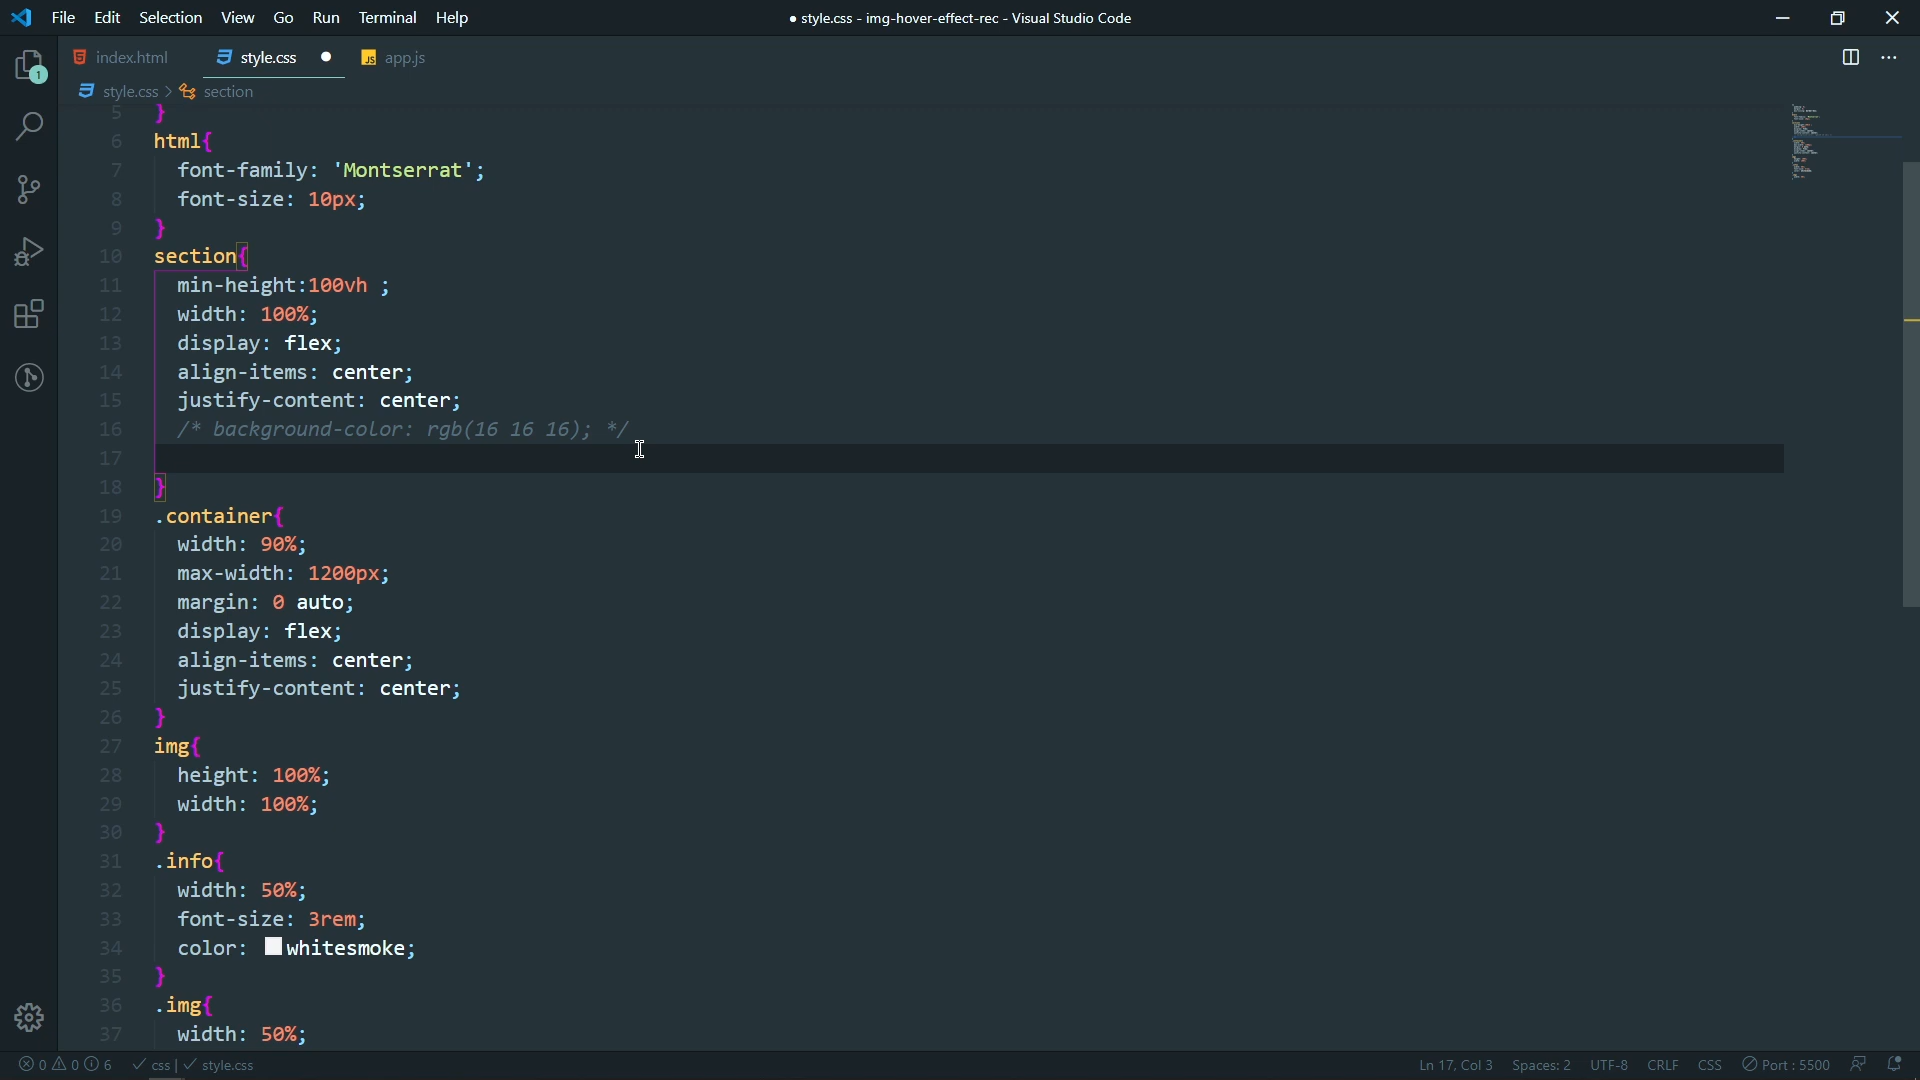 File Edit Selection View Go Run Terminal Help
● style.css - img-hover-effect-rec - Visual Studio Code
index.html style.css ● JS app.js
style.css > section
1
5 }
6 html{
7 font-family: 'Montserrat';
8 font-size: 10px;
9 }
10 section{
11 min-height:100vh ;
12 width: 100%;
13 display: flex;
14 align-items: center;
15 justify-content: center;
16 /* background-color: rgb(16 16 16); */
17
18 }
19 .container{
20 width: 90%;
21 max-width: 1200px;
22 margin: 0 auto;
23 display: flex;
24 align-items: center;
25 justify-content: center;
26 }
27 img{
28 height: 100%;
29 width: 100%;
30 }
31 .info{
32 width: 50%;
33 font-size: 3rem;
34 color: whitesmoke;
35 }
36 .img{
37 width: 50%;
0 0 6 ✓ css | ✓ style.css Ln 17, Col 3 Spaces: 2 UTF-8 CRLF CSS Port : 5500